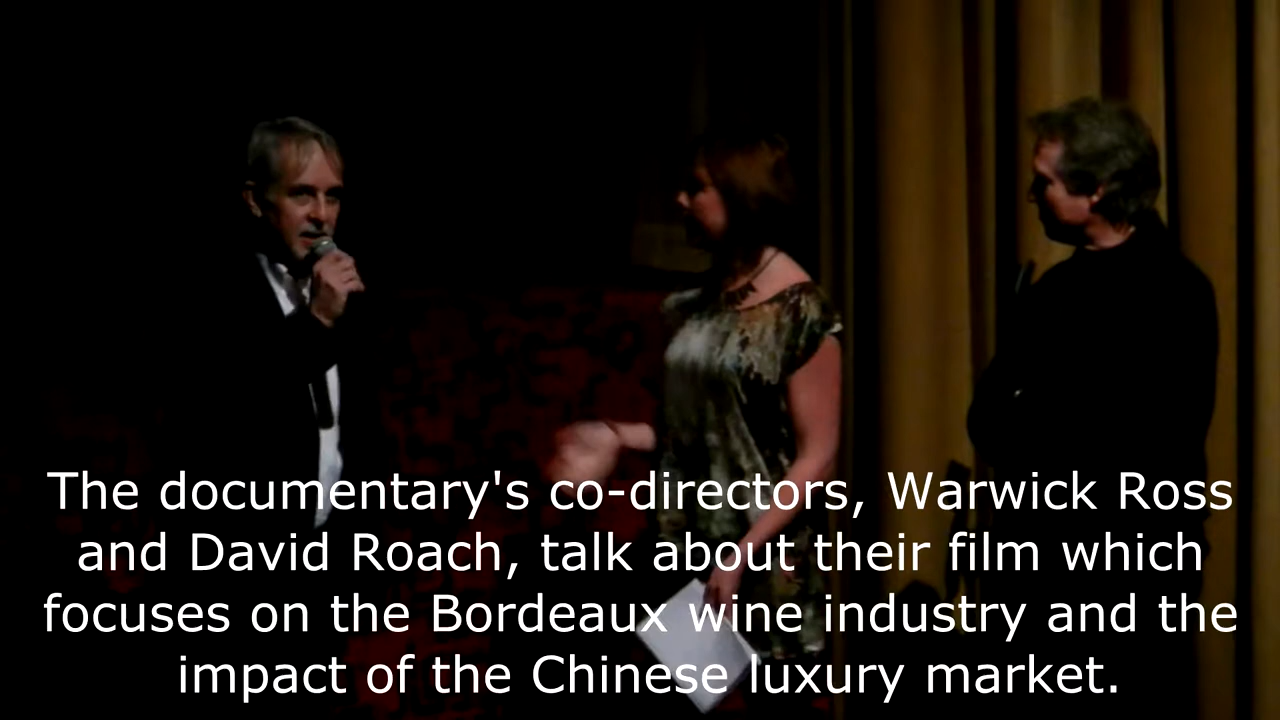 The documentary's co-directors, Warwick Ross
and David Roach, talk about their film which
focuses on the Bordeaux wine industry and the
impact of the Chinese luxury market.